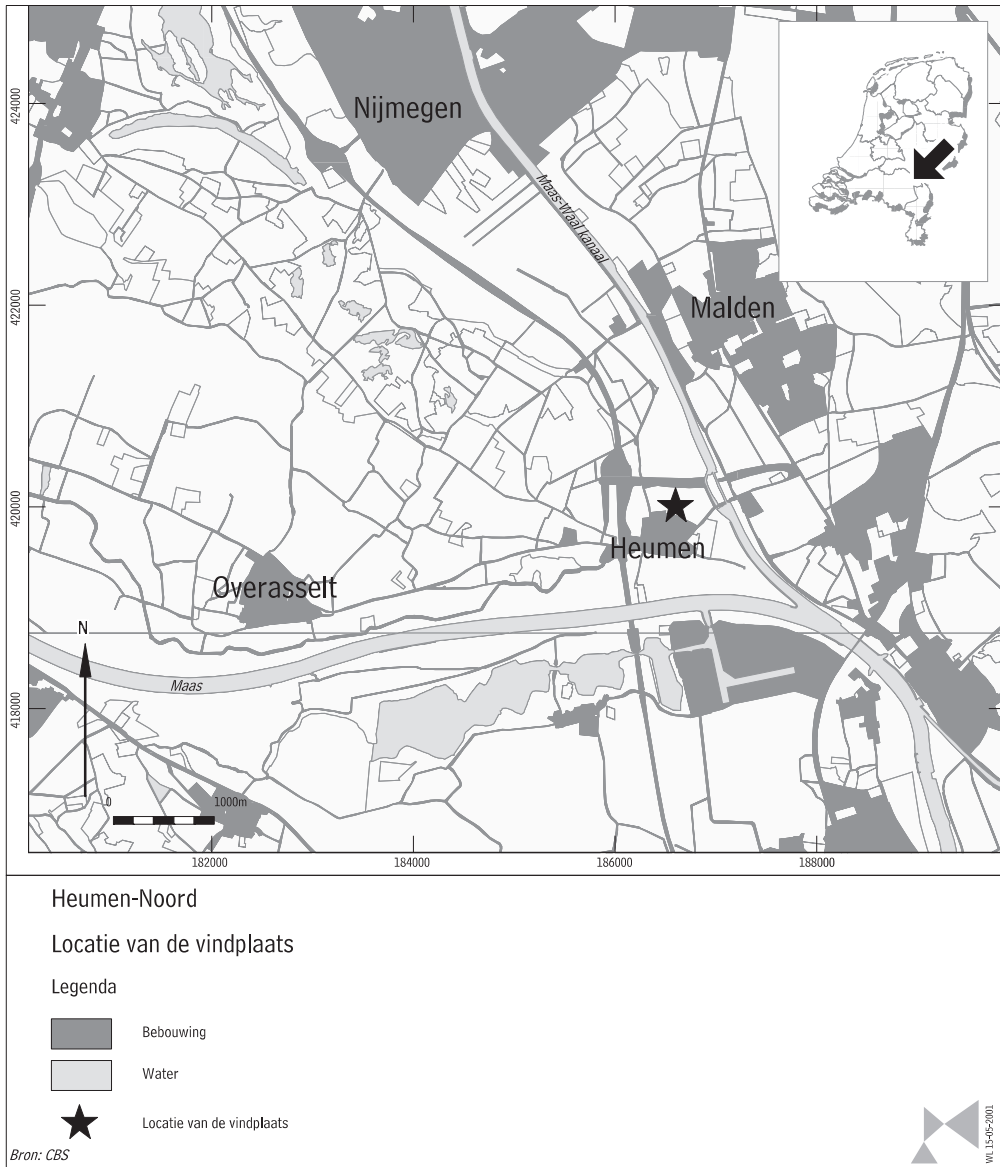 Nijmegen
Maas-Waal kanaal
Malden
Heumen
Overasselt
N
Maas
0 1000m
424000
422000
420000
418000
182000 184000 186000 188000
Heumen-Noord
Locatie van de vindplaats
Legenda
Bebouwing
Water
Locatie van de vindplaats
Bron: CBS
WL 15-05-2001